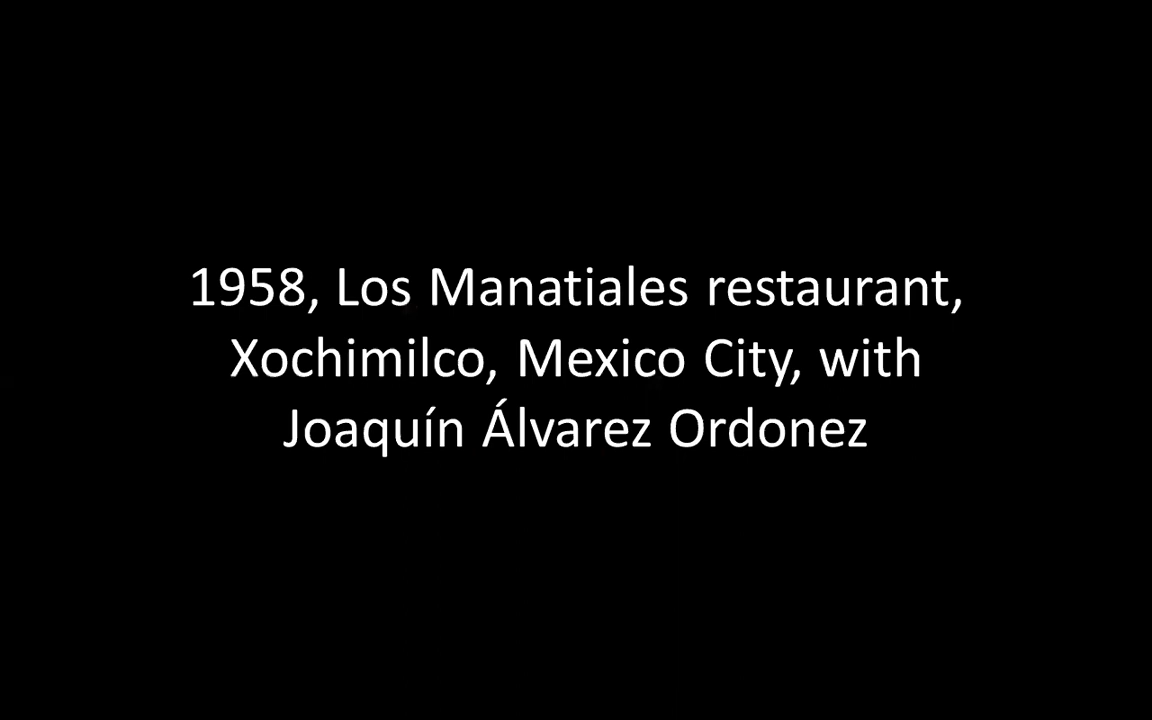 1958, Los Manatiales restaurant,
Xochimilco, Mexico City, with
Joaquín Álvarez Ordonez